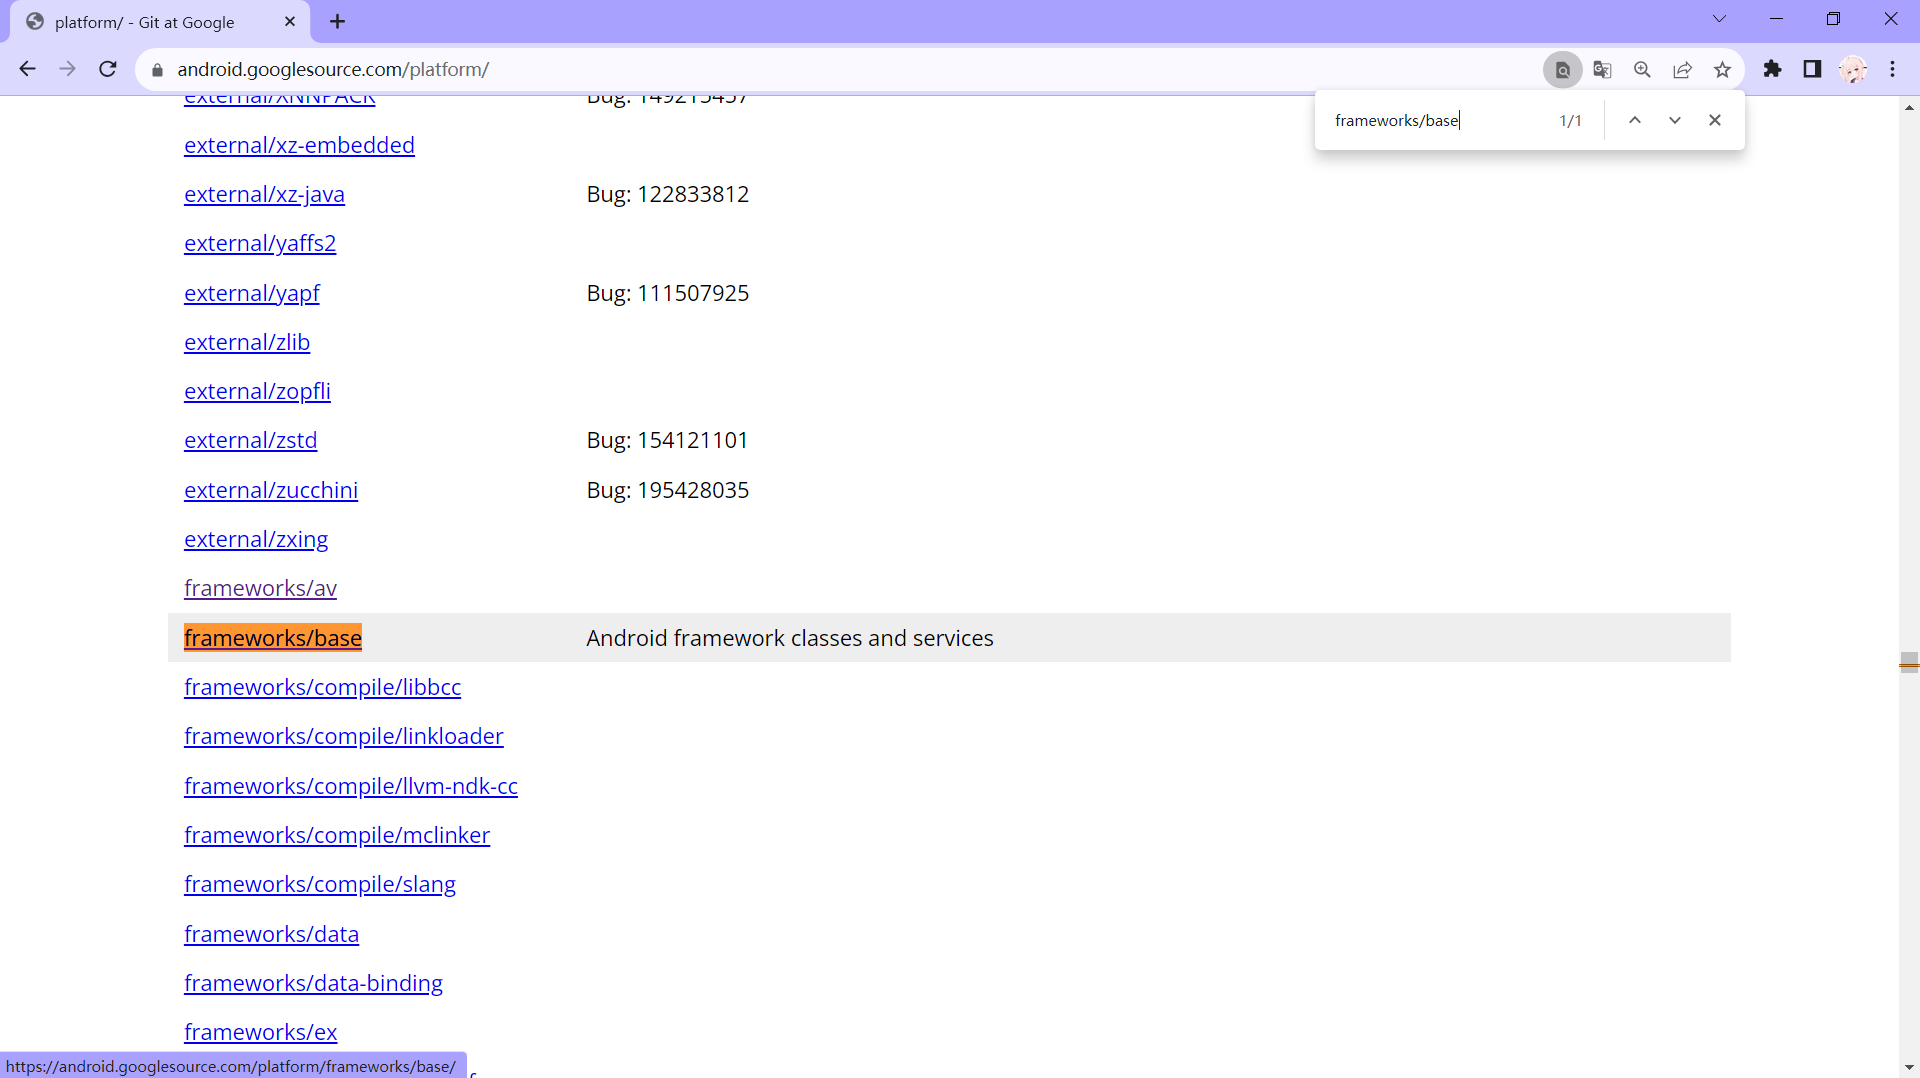 platform/ - Git at Google
android.googlesource.com/platform/
frameworks/base 1/1
external/XNNPACK Bug: 149215457
external/xz-embedded
external/xz-java Bug: 122833812
external/yaffs2
external/yapf Bug: 111507925
external/zlib
external/zopfli
external/zstd Bug: 154121101
external/zucchini Bug: 195428035
external/zxing
frameworks/av
frameworks/base Android framework classes and services
frameworks/compile/libbcc
frameworks/compile/linkloader
frameworks/compile/llvm-ndk-cc
frameworks/compile/mclinker
frameworks/compile/slang
frameworks/data
frameworks/data-binding
frameworks/ex
https://android.googlesource.com/platform/frameworks/base/